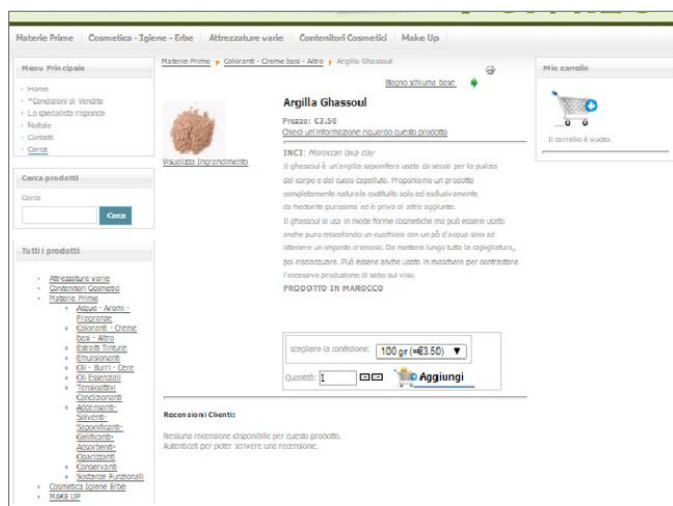 Materie Prime Cosmetica - Igiene - Erbe Attrezzature varie Contenitori Cosmetici Make Up
Menu Principale
Home
*Condizioni di Vendita
Lo specialista risponde
Notizie
Contatti
Cerca
Cerca prodotti
Cerca
Cerca
Tutti i prodotti
Attrezzature varie
Contenitori Cosmetici
Materie Prime
Acque - Aromi -
Fragranze
Coloranti - Creme
basi - Altro
Estratti Tinture
Emulsionanti
Oli - Burri - Cere
Oli Essenziali
Tensioattivi
Condizionanti
Addensanti-
Solventi-
Saponificanti-
Gelificanti-
Adsorbenti-
Opacizzanti
Conservanti
Sostanze Funzionali
Cosmetica Igiene Erbe
MAKE UP
Materie Prime Coloranti - Creme basi - Altro Argilla Ghassoul
Bagno schiuma base
Visualizza Ingrandimento
Argilla Ghassoul
Prezzo: €3.50
Chiedi un'informazione riguardo questo prodotto
INCI: Moroccan lava clay
Il ghassoul è un'argilla saponifera usata da secoli per la pulizia
del corpo e del cuoio capelluto. Proponiamo un prodotto
completamente naturale costituito solo ed esclusivamente
da hectorite purissima ed è priva di altre aggiunte.
Il ghassoul si usa in molte forme cosmetiche ma può essere usato
anche puro miscelando un cucchiaio con un pò d'acqua sino ad
ottenere un impasto cremoso. Da mettere lungo tutta la capigliatura,
poi risciacquare. Può essere anche usato in maschere per contrastare
l'eccessiva produzione di sebo sul viso.
PRODOTTO IN MAROCCO
scegliere la confezione: 100 gr (=€3.50)
Quantità: 1 Aggiungi
Recensioni Clienti:
Nessuna recensione disponibile per questo prodotto.
Autenticati per poter scrivere una recensione.
Mio carrello
Il carrello è vuoto.